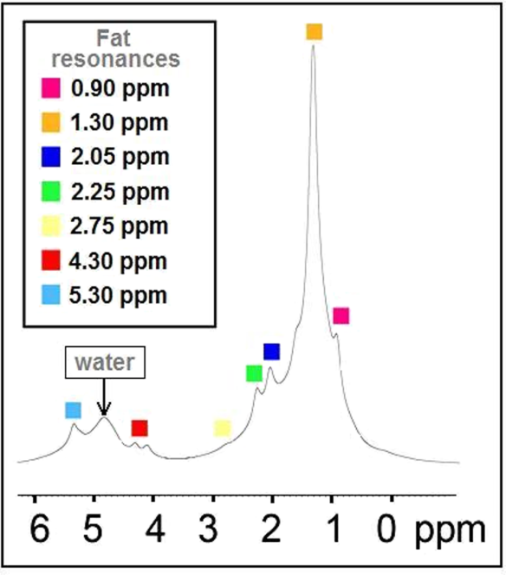 Fat
resonances
0.90 ppm
1.30 ppm
2.05 ppm
2.25 ppm
2.75 ppm
4.30 ppm
5.30 ppm
water
6 5 4 3 2 1 0 ppm